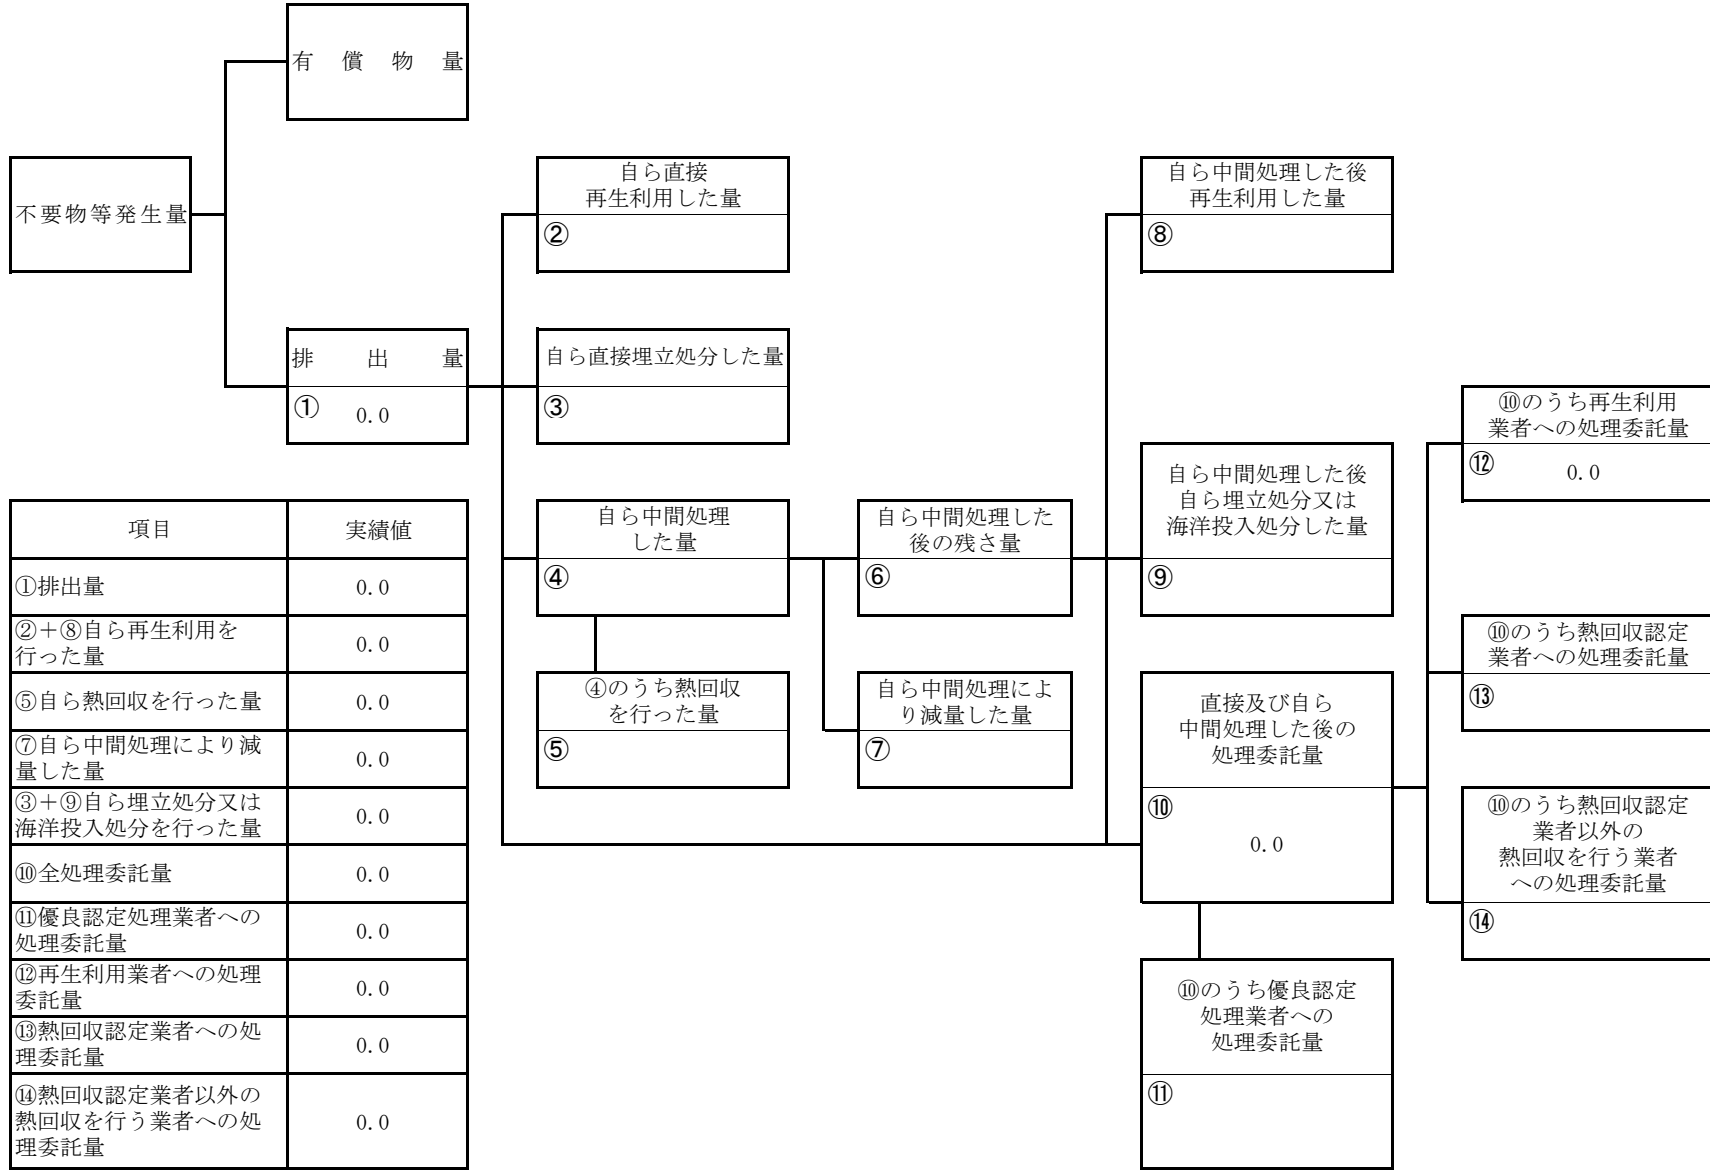 有償物量
不要物等発生量
排出量
① 0.0
自ら直接
再生利用した量
②
自ら直接埋立処分した量
③
自ら中間処理
した量
④
④のうち熱回収
を行った量
⑤
自ら中間処理した
後の残さ量
⑥
自ら中間処理によ
り減量した量
⑦
自ら中間処理した後
再生利用した量
⑧
自ら中間処理した後
自ら埋立処分又は
海洋投入処分した量
⑨
直接及び自ら
中間処理した後の
処理委託量
⑩
0.0
⑩のうち優良認定
処理業者への
処理委託量
⑪
⑩のうち再生利用
業者への処理委託量
⑫ 0.0
⑩のうち熱回収認定
業者への処理委託量
⑬
⑩のうち熱回収認定
業者以外の
熱回収を行う業者
への処理委託量
⑭
項目 実績値
①排出量 0.0
②+⑧自ら再生利用を
行った量 0.0
⑤自ら熱回収を行った量 0.0
⑦自ら中間処理により減
量した量 0.0
③+⑨自ら埋立処分又は
海洋投入処分を行った量 0.0
⑩全処理委託量 0.0
⑪優良認定処理業者への
処理委託量 0.0
⑫再生利用業者への処理
委託量 0.0
⑬熱回収認定業者への処
理委託量 0.0
⑭熱回収認定業者以外の
熱回収を行う業者への処
理委託量 0.0